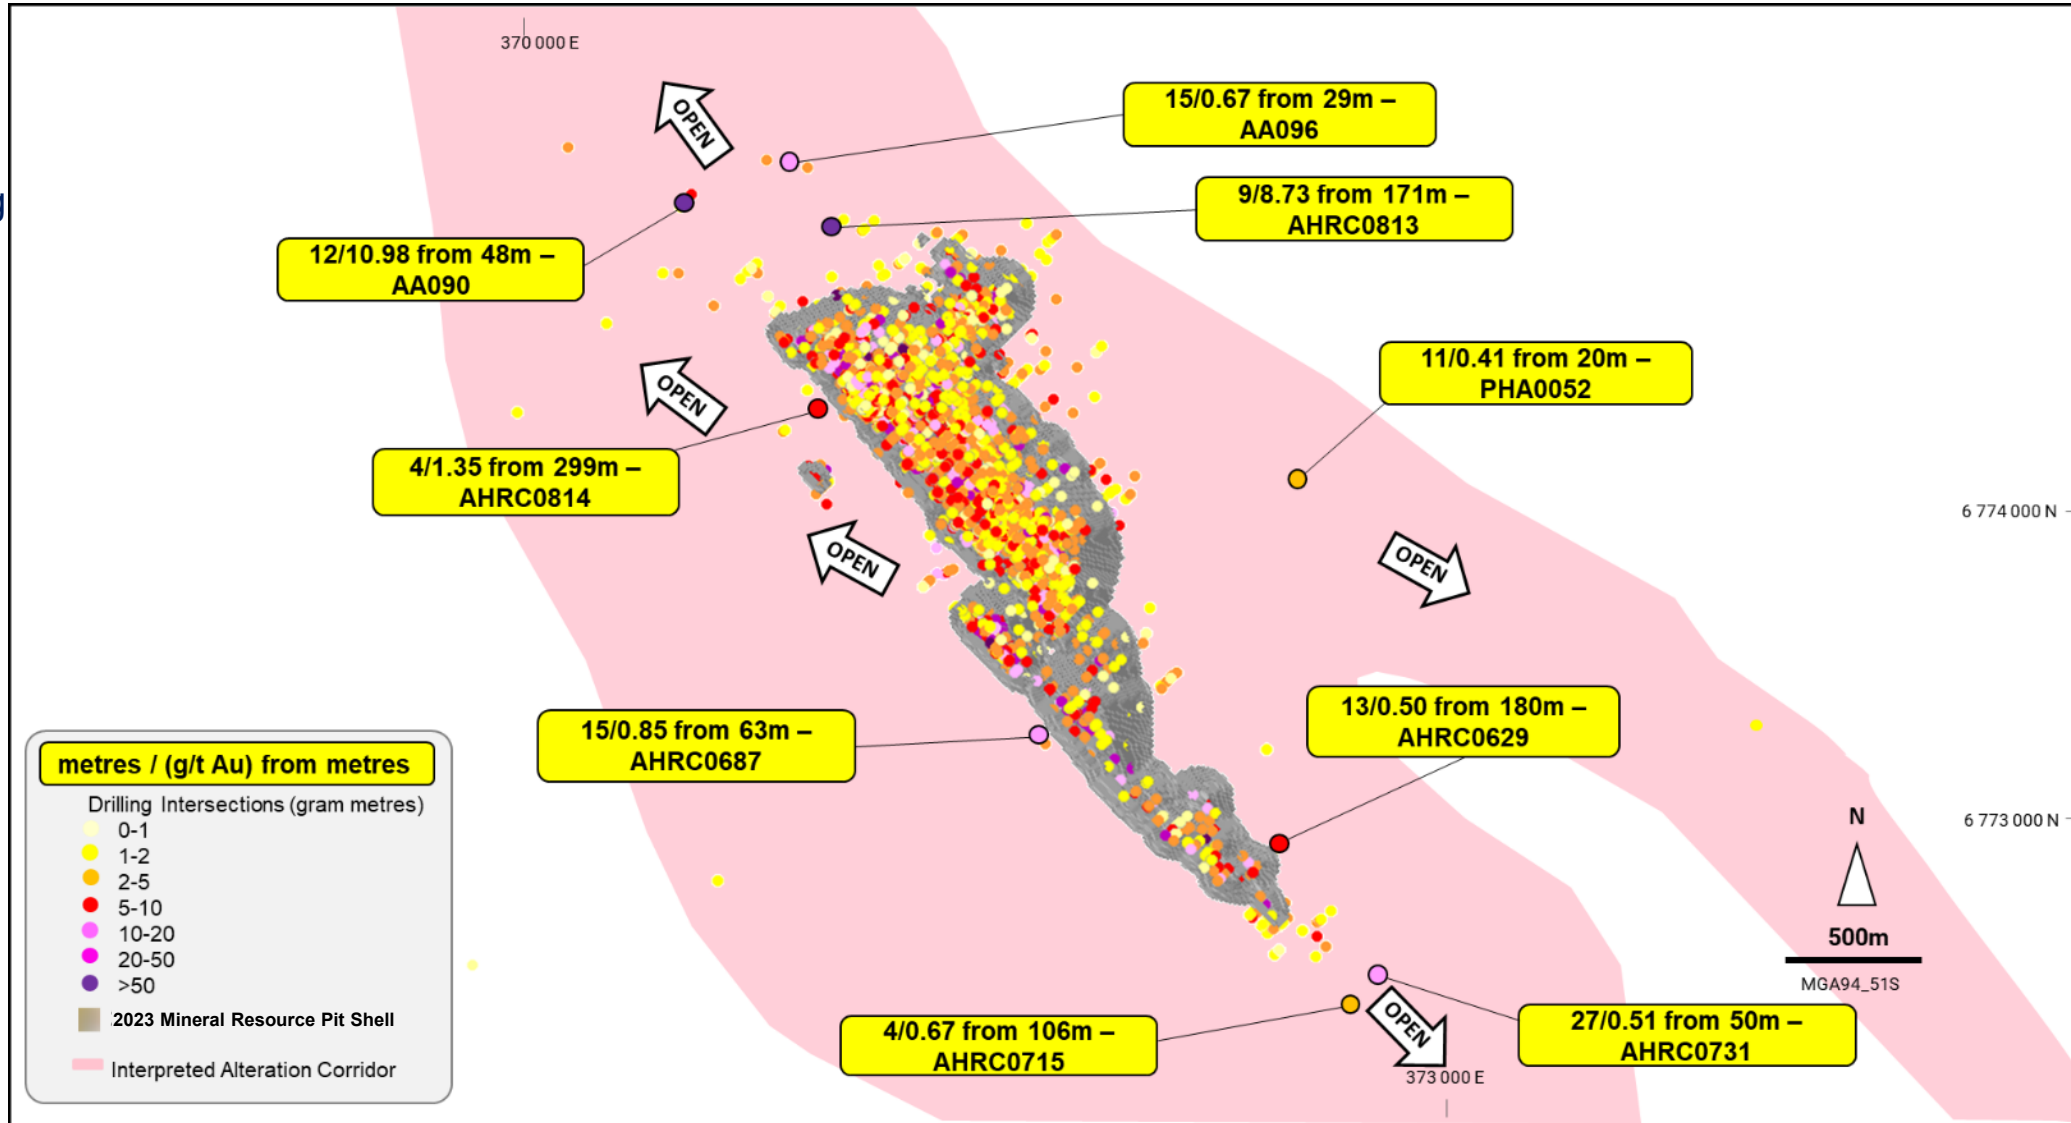 370 000 E
OPEN
15/0.67 from 29m –
AA096
9/8.73 from 171m –
AHRC0813
12/10.98 from 48m –
AA090
OPEN
11/0.41 from 20m –
PHA0052
4/1.35 from 299m –
AHRC0814
6 774 000 N
OPEN
OPEN
15/0.85 from 63m –
AHRC0687
13/0.50 from 180m –
AHRC0629
metres / (g/t Au) from metres
Drilling Intersections (gram metres)
0-1
1-2
2-5
5-10
10-20
20-50
>50
2023 Mineral Resource Pit Shell
Interpreted Alteration Corridor
N
6 773 000 N
500m
MGA94_51S
4/0.67 from 106m –
AHRC0715
OPEN
27/0.51 from 50m –
AHRC0731
373 000 E